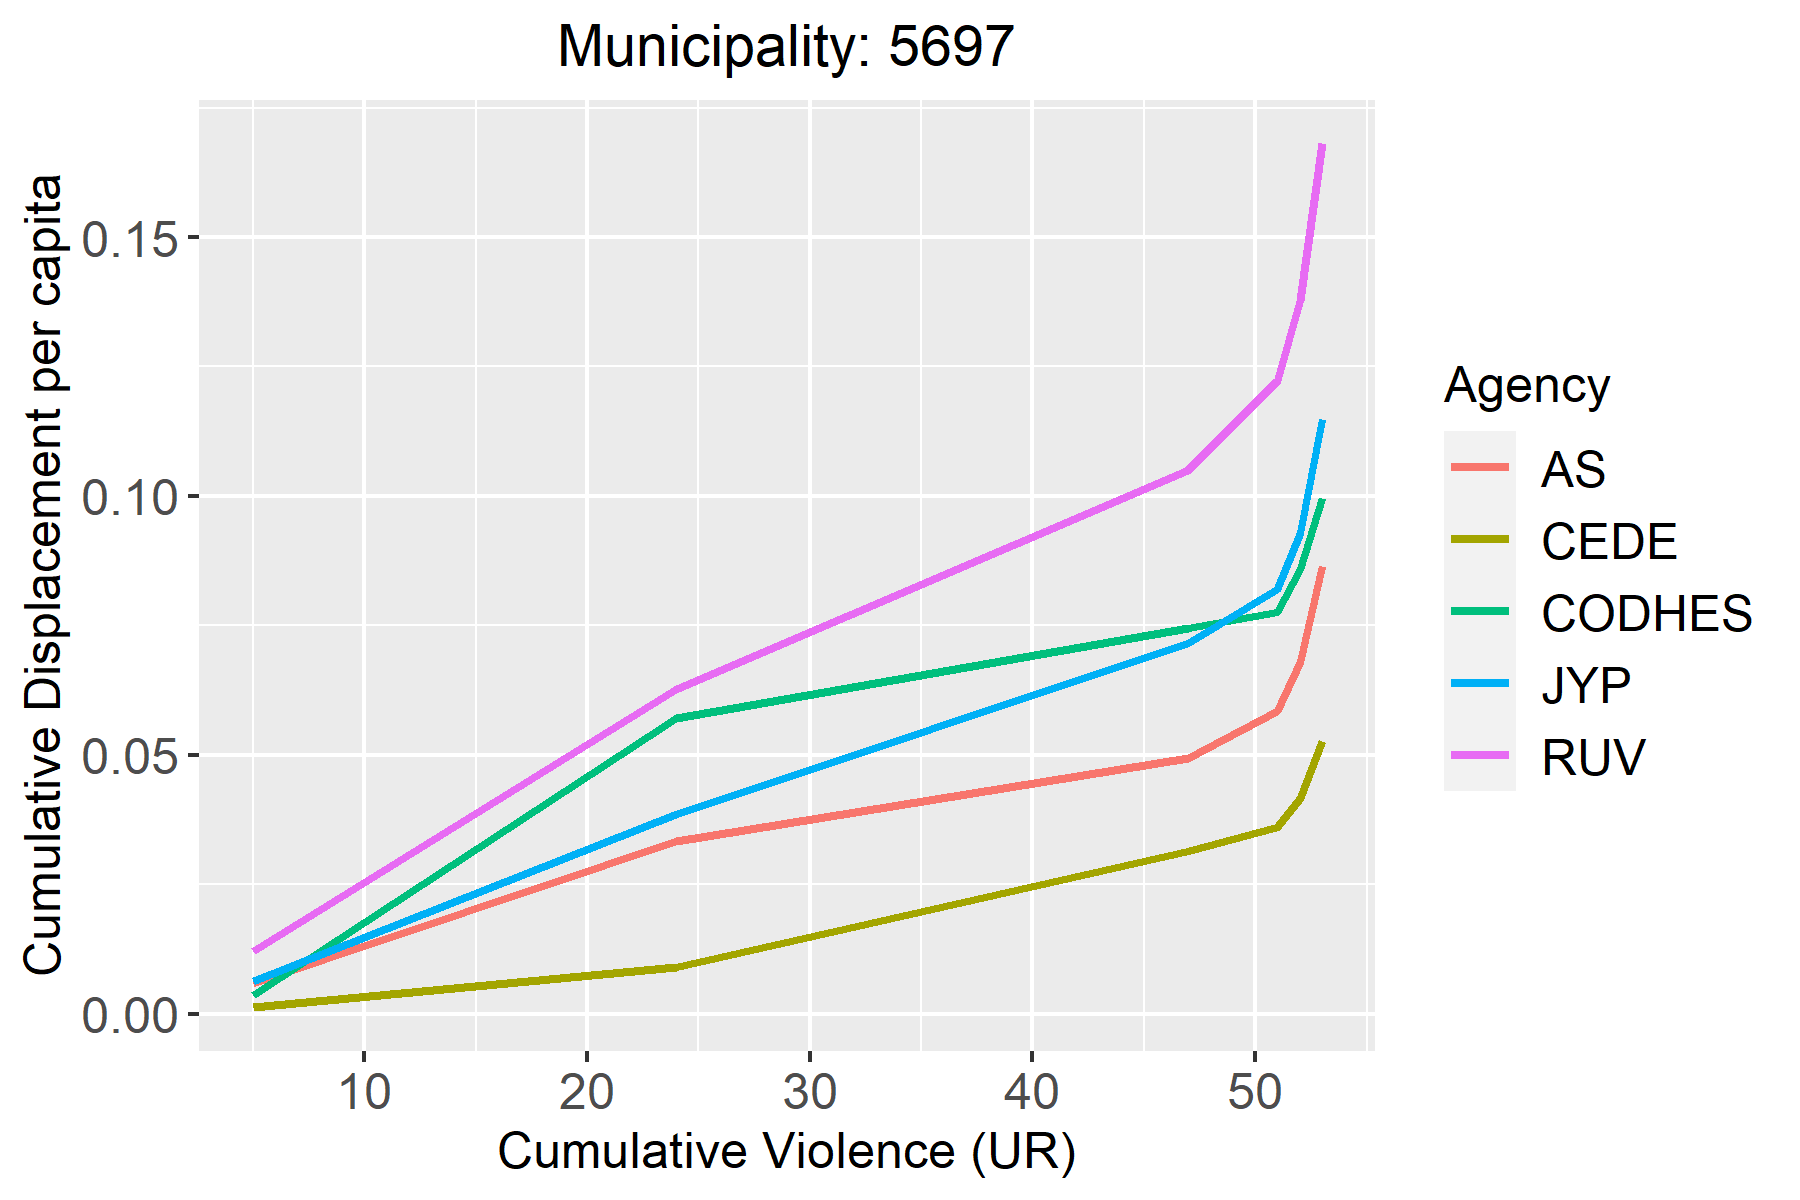 Municipality: 5697
Cumulative Displacement per capita
0.15
0.10
0.05
0.00
10 20 30 40 50
Cumulative Violence (UR)
Agency
AS
CEDE
CODHES
JYP
RUV